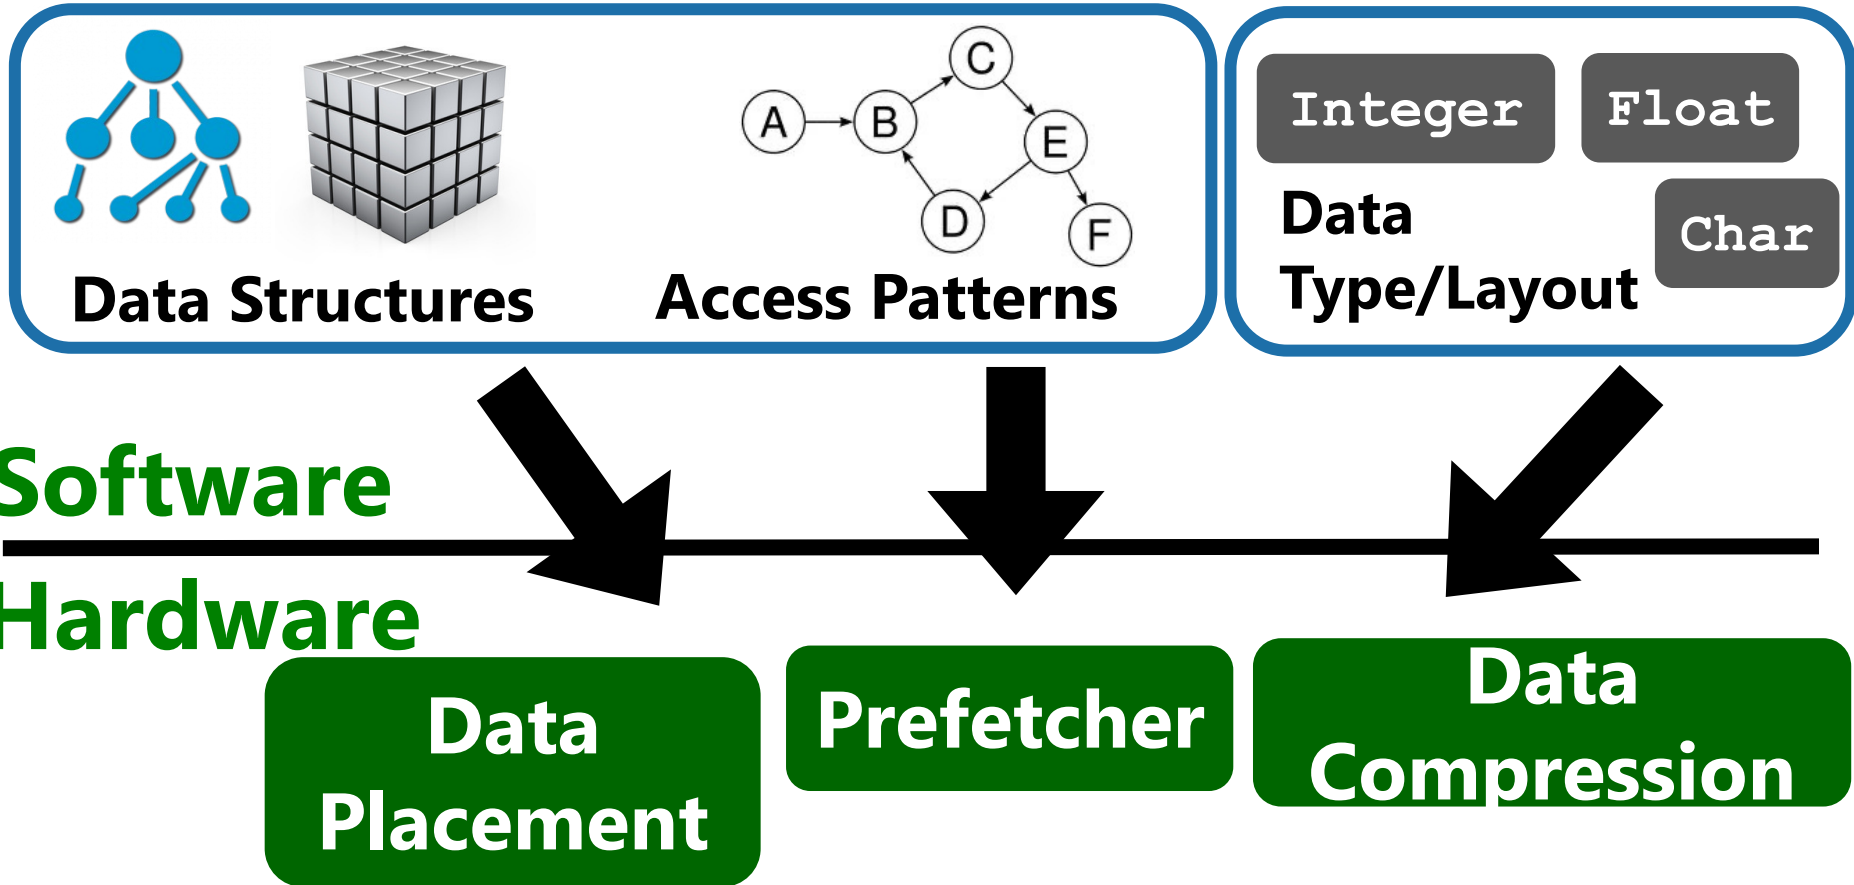 C
A
B
E
D
F
Data Structures
Access Patterns
Integer
Float
Data
Char
Type/Layout
Software
Hardware
Data
Placement
Prefetcher
Data
Compression